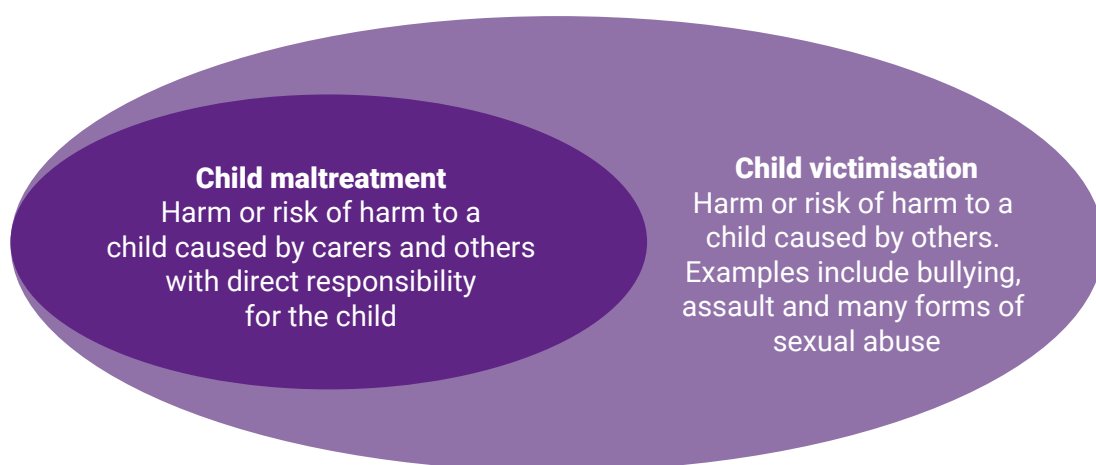 Child maltreatment
Harm or risk of harm to a
child caused by carers and others
with direct responsibility
for the child
Child victimisation
Harm or risk of harm to a
child caused by others.
Examples include bullying,
assault and many forms of
sexual abuse